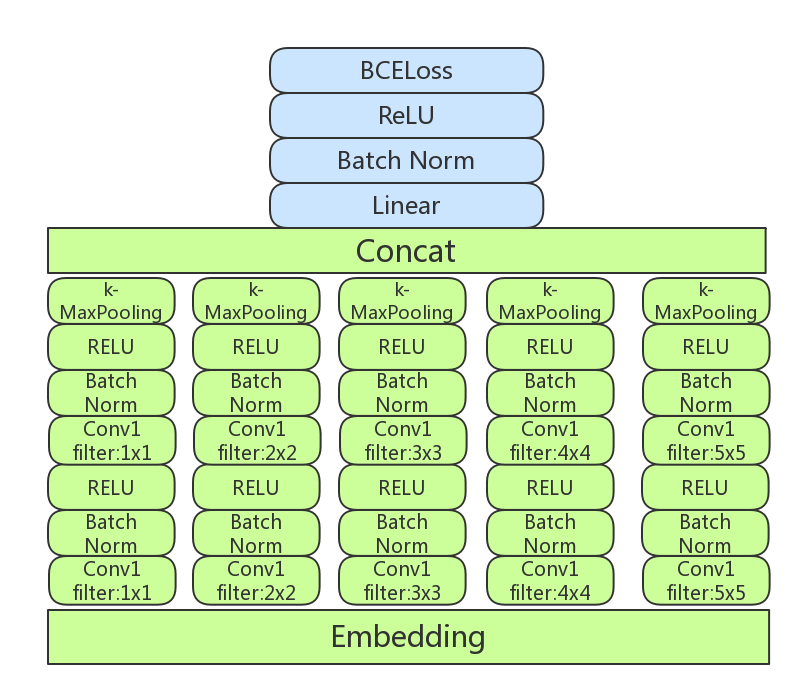 BCELoss
ReLU
Batch Norm
Linear
Concat
k-
MaxPooling
k-
MaxPooling
k-
MaxPooling
k-
MaxPooling
k-
MaxPooling
RELU
RELU
RELU
RELU
RELU
Batch
Norm
Batch
Norm
Batch
Norm
Batch
Norm
Batch
Norm
Conv1
filter:1x1
Conv1
filter:2x2
Conv1
filter:3x3
Conv1
filter:4x4
Conv1
filter:5x5
RELU
RELU
RELU
RELU
RELU
Batch
Norm
Batch
Norm
Batch
Norm
Batch
Norm
Batch
Norm
Conv1
filter:1x1
Conv1
filter:2x2
Conv1
filter:3x3
Conv1
filter:4x4
Conv1
filter:5x5
Embedding